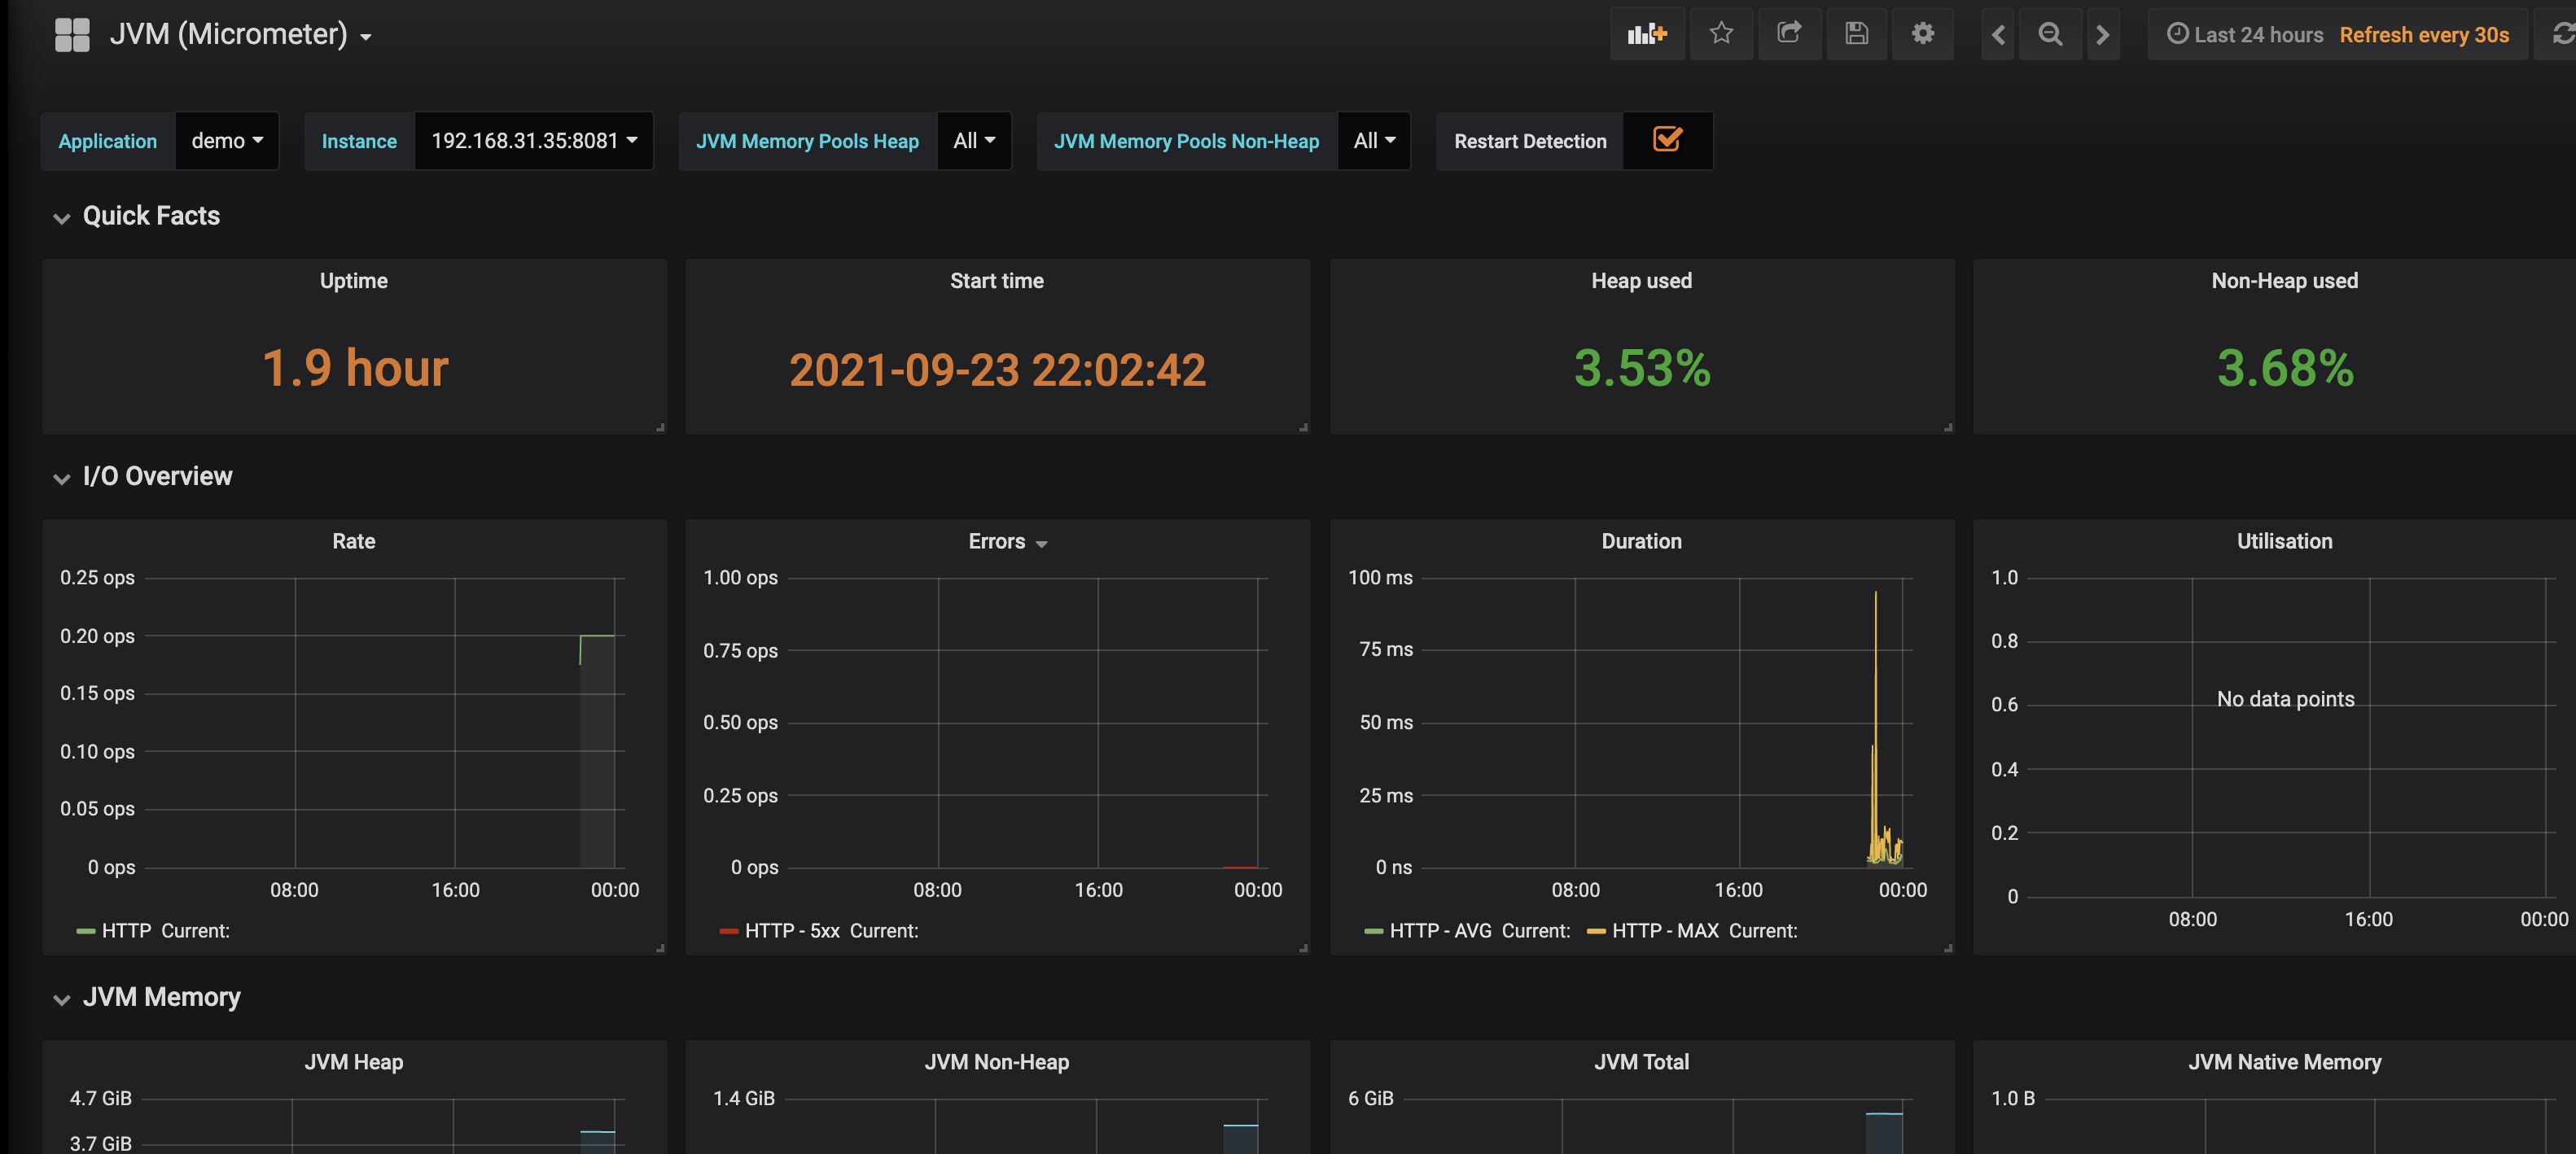 JVM (Micrometer)
Last 24 hours Refresh every 30s
Application demo Instance 192.168.31.35:8081 JVM Memory Pools Heap All JVM Memory Pools Non-Heap All Restart Detection
Quick Facts
Uptime
1.9 hour
Start time
2021-09-23 22:02:42
Heap used
3.53%
Non-Heap used
3.68%
I/O Overview
Rate
0.25 ops
0.20 ops
0.15 ops
0.10 ops
0.05 ops
0 ops
08:00 16:00 00:00
HTTP Current:
Errors
1.00 ops
0.75 ops
0.50 ops
0.25 ops
0 ops
08:00 16:00 00:00
HTTP - 5xx Current:
Duration
100 ms
75 ms
50 ms
25 ms
0 ns
08:00 16:00 00:00
HTTP - AVG Current: HTTP - MAX Current:
Utilisation
1.0
0.8
0.6
0.4
0.2
0
No data points
08:00 16:00 00:00
JVM Memory
JVM Heap
4.7 GiB
3.7 GiB
JVM Non-Heap
1.4 GiB
JVM Total
6 GiB
JVM Native Memory
1.0 B